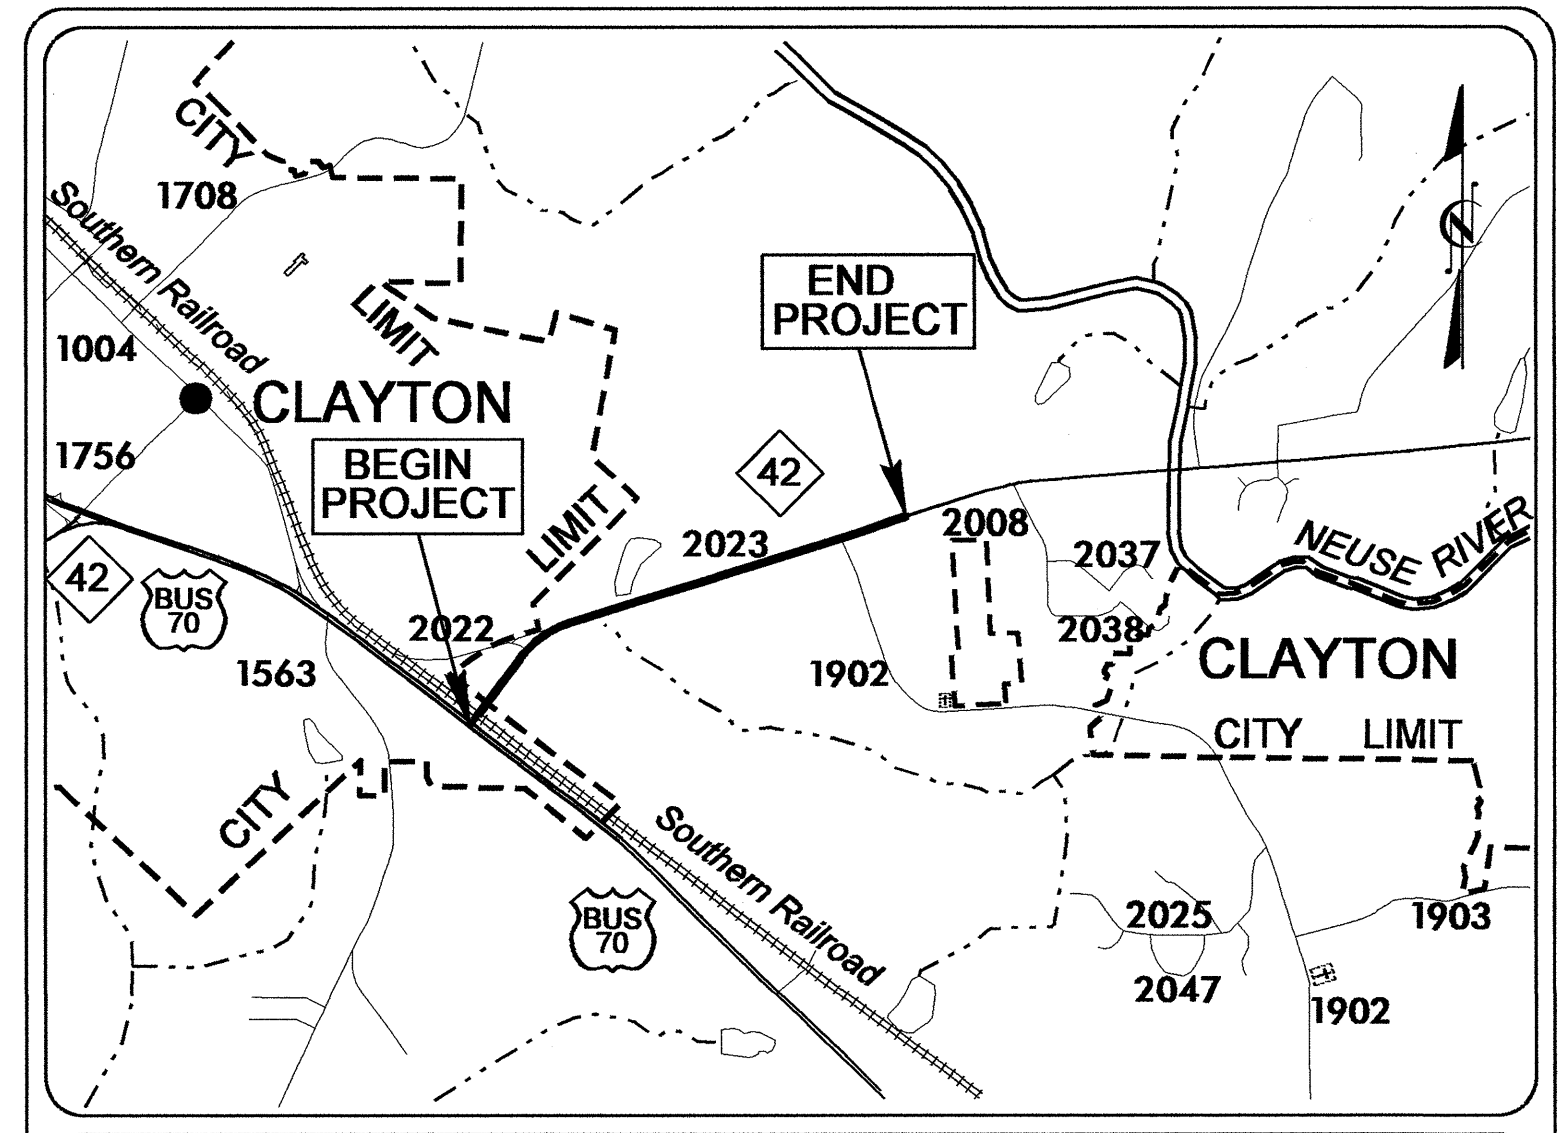 CITY
1708
Southern Railroad
N
LIMIT
END
PROJECT
1004
CLAYTON
1756
BEGIN
PROJECT
42
LIMIT
2023
2008
2037
NEUSE RIVER
42
BUS
70
2022
2038
1563
1902
CLAYTON
CITY LIMIT
CITY
Southern Railroad
BUS
70
2025
1903
2047
1902